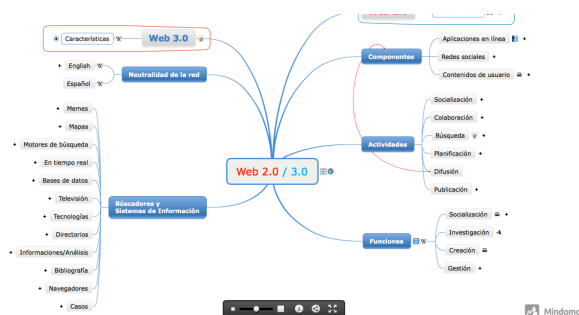 Características
Web 3.0
English
Español
Neutralidad de la red
Memes
Mapas
Motores de búsqueda
En tiempo real
Bases de datos
Televisión
Tecnologías
Directorios
Informaciones/Análisis
Bibliografía
Navegadores
Casos
Búscadores y
Sistemas de Información
Web 2.0 / 3.0
Componentes
Aplicaciones en línea
Redes sociales
Contenidos de usuario
Actividades
Socialización
Colaboración
Búsqueda
Planificación
Difusión
Publicación
Funciones
Socialización
Investigación
Creación
Gestión
Mindomo